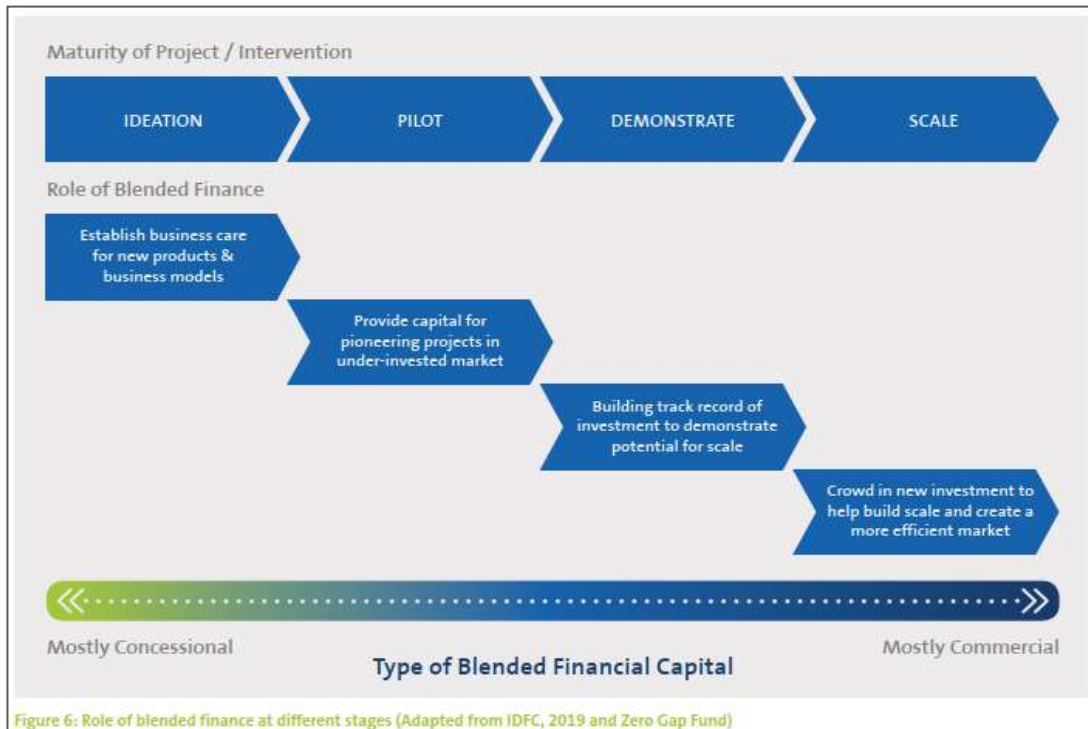 Maturity of Project / Intervention
IDEATION
PILOT
DEMONSTRATE
SCALE
Role of Blended Finance
Establish business care
for new products &
business models
Provide capital for
pioneering projects in
under-invested market
Building track record of
investment to demonstrate
potential for scale
Crowd in new investment to
help build scale and create a
more efficient market
Mostly Concessional
Mostly Commercial
Type of Blended Financial Capital
Figure 6: Role of blended finance at different stages (Adapted from IDFC, 2019 and Zero Gap Fund)